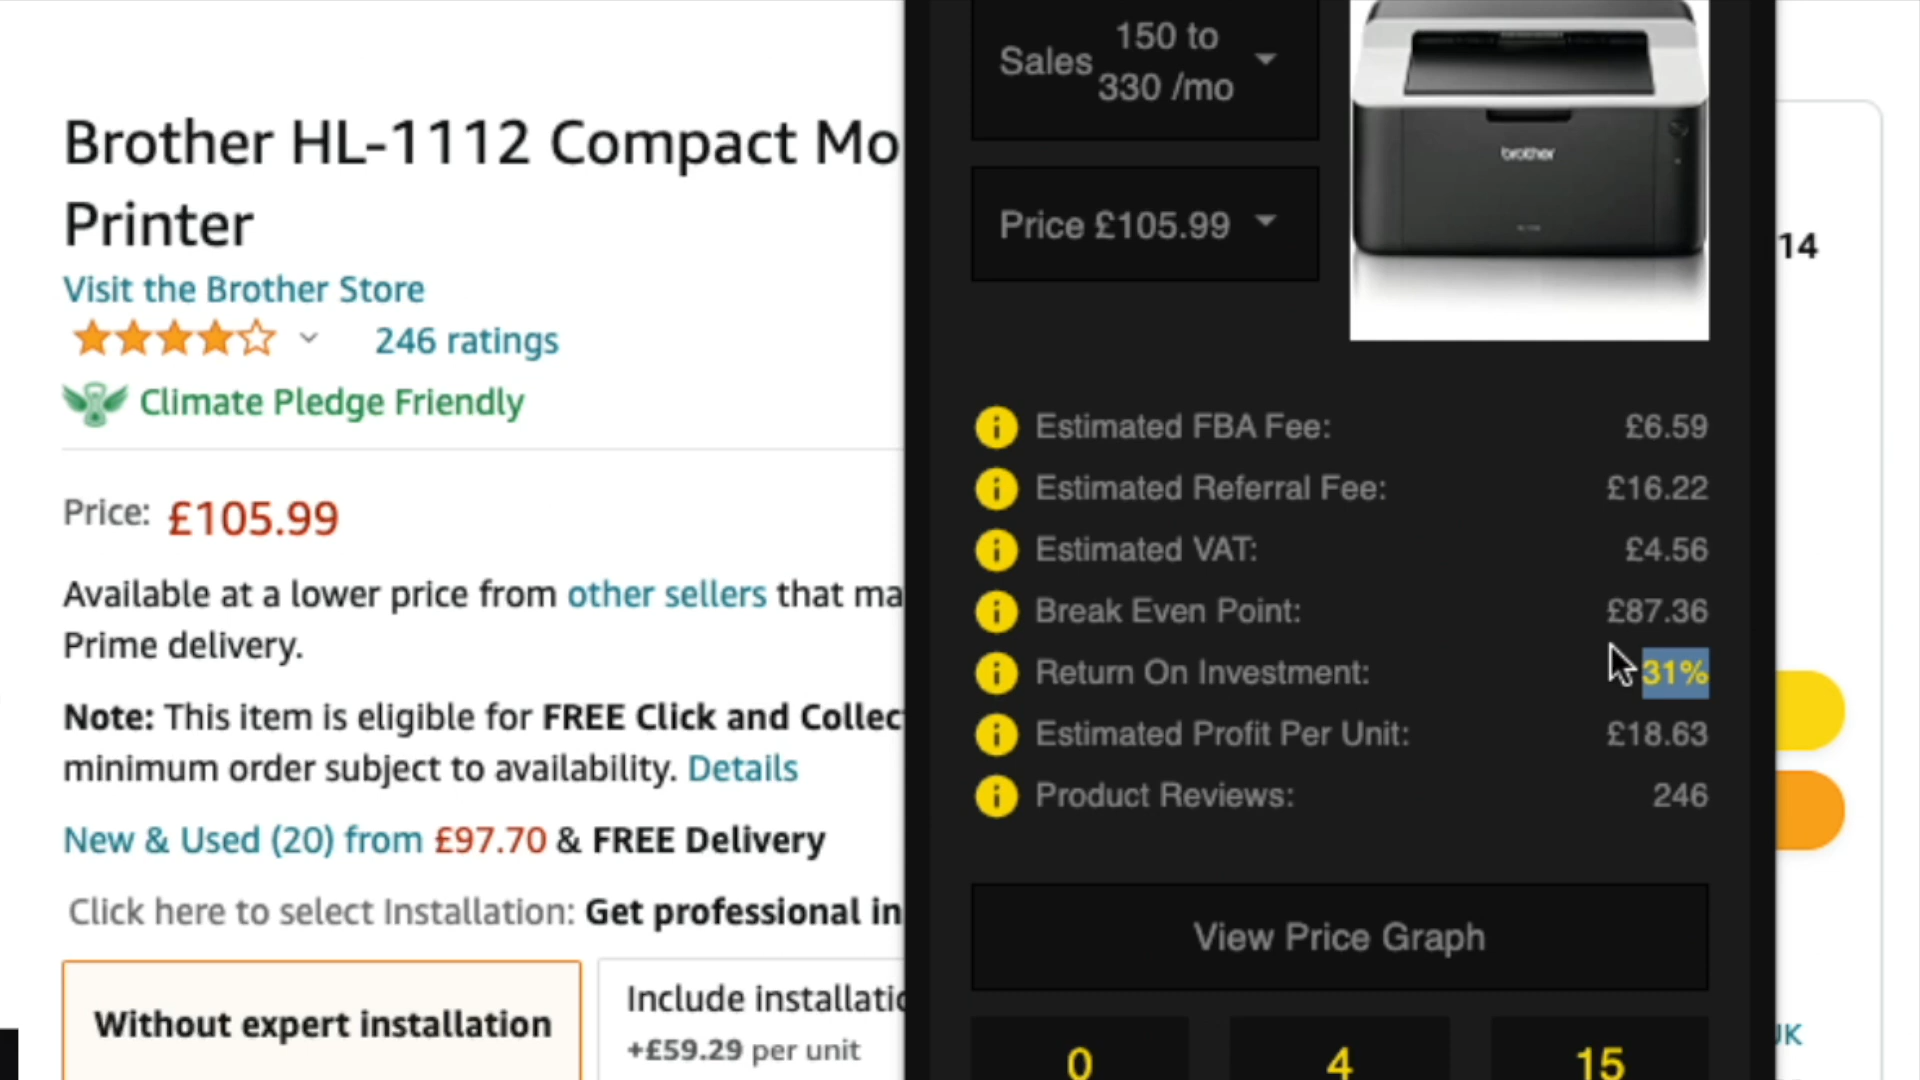 Brother HL-1112 Compact Mo
Printer
Visit the Brother Store
246 ratings
Climate Pledge Friendly
Price: £105.99
Available at a lower price from other sellers that ma
Prime delivery.
Note: This item is eligible for FREE Click and Collec
minimum order subject to availability. Details
New & Used (20) from £97.70 & FREE Delivery
Click here to select Installation: Get professional in
Without expert installation
Include installatio
+£59.29 per unit
Sales 150 to
330 /mo
Price £105.99
brother
Estimated FBA Fee: £6.59
Estimated Referral Fee: £16.22
Estimated VAT: £4.56
Break Even Point: £87.36
Return On Investment: 31%
Estimated Profit Per Unit: £18.63
Product Reviews: 246
View Price Graph
0 4 15
14
UK